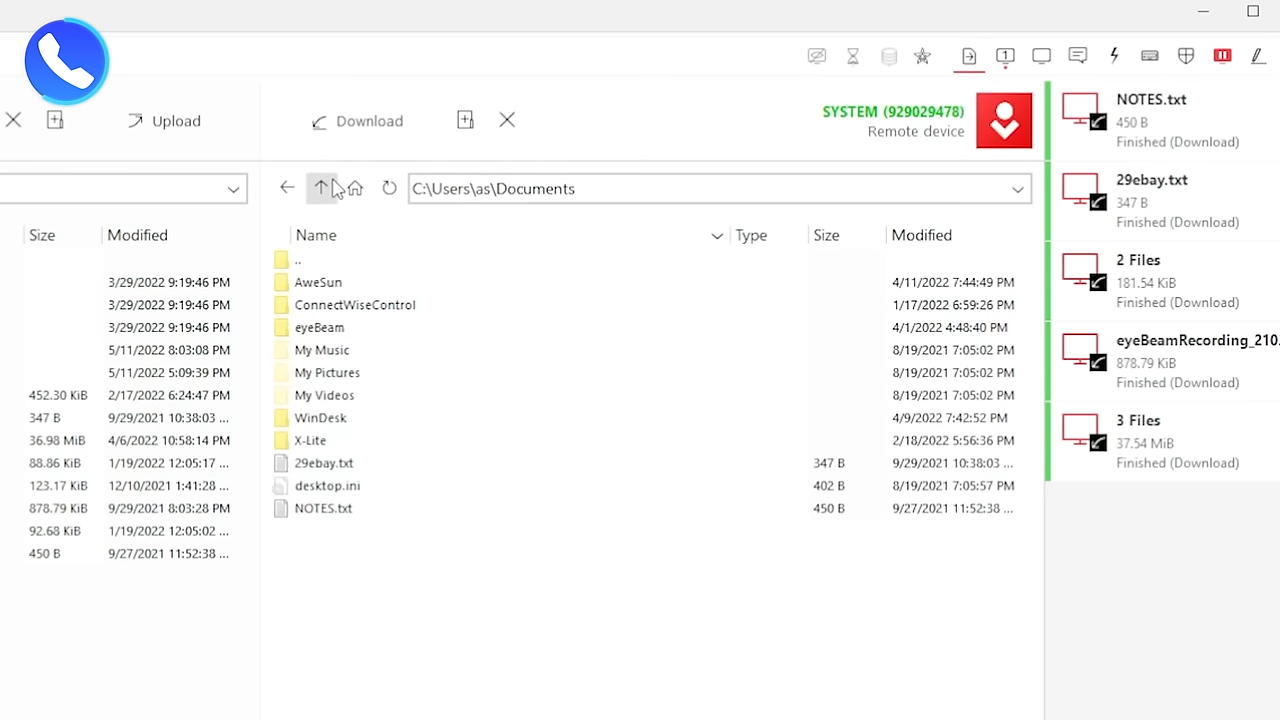 1
Upload
Download
SYSTEM (929029478)
Remote device
C:\Users\as\Documents
Size Modified
3/29/2022 9:19:46 PM
3/29/2022 9:19:46 PM
3/29/2022 9:19:46 PM
5/11/2022 8:03:08 PM
5/11/2022 5:09:39 PM
452.30 KiB 2/17/2022 6:24:47 PM
347 B 9/29/2021 10:38:03 ...
36.98 MiB 4/6/2022 10:58:14 PM
88.86 KiB 1/19/2022 12:05:17 ...
123.17 KiB 12/10/2021 1:41:28 ...
878.79 KiB 9/29/2021 8:03:28 PM
92.68 KiB 1/19/2022 12:05:02 ...
450 B 9/27/2021 11:52:38 ...
Name Type Size Modified
..
AweSun 4/11/2022 7:44:49 PM
ConnectWiseControl 1/17/2022 6:59:26 PM
eyeBeam 4/1/2022 4:48:40 PM
My Music 8/19/2021 7:05:02 PM
My Pictures 8/19/2021 7:05:02 PM
My Videos 8/19/2021 7:05:02 PM
WinDesk 4/9/2022 7:42:52 PM
X-Lite 2/18/2022 5:56:36 PM
29ebay.txt 347 B 9/29/2021 10:38:03 ...
desktop.ini 402 B 8/19/2021 7:05:57 PM
NOTES.txt 450 B 9/27/2021 11:52:38 ...
NOTES.txt
450 B
Finished (Download)
29ebay.txt
347 B
Finished (Download)
2 Files
181.54 KiB
Finished (Download)
eyeBeamRecording_210.
878.79 KiB
Finished (Download)
3 Files
37.54 MiB
Finished (Download)